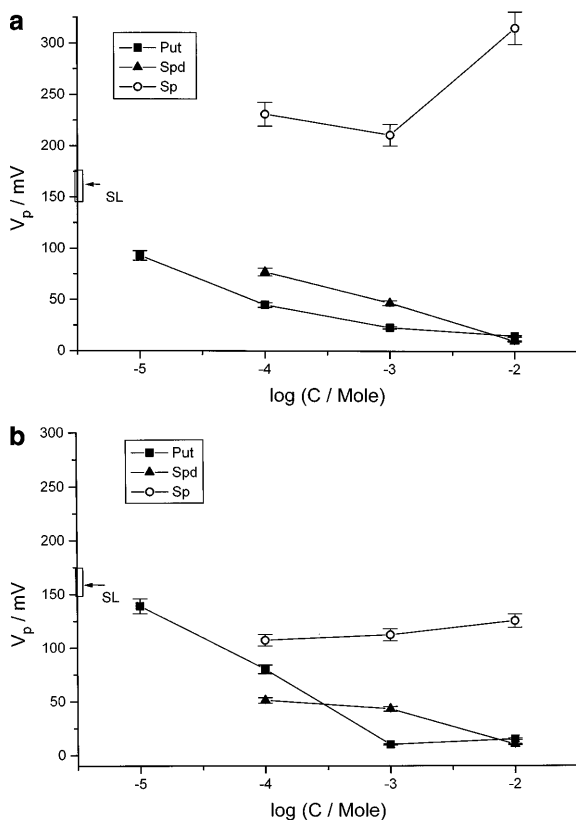 a
Put
Spd
Sp
300
250
200
150
100
50
0
SL
V_p / mV
-5
-4
-3
-2
log (C / Mole)
b
Put
Spd
Sp
300
250
200
150
100
50
0
SL
V_p / mV
-5
-4
-3
-2
log (C / Mole)